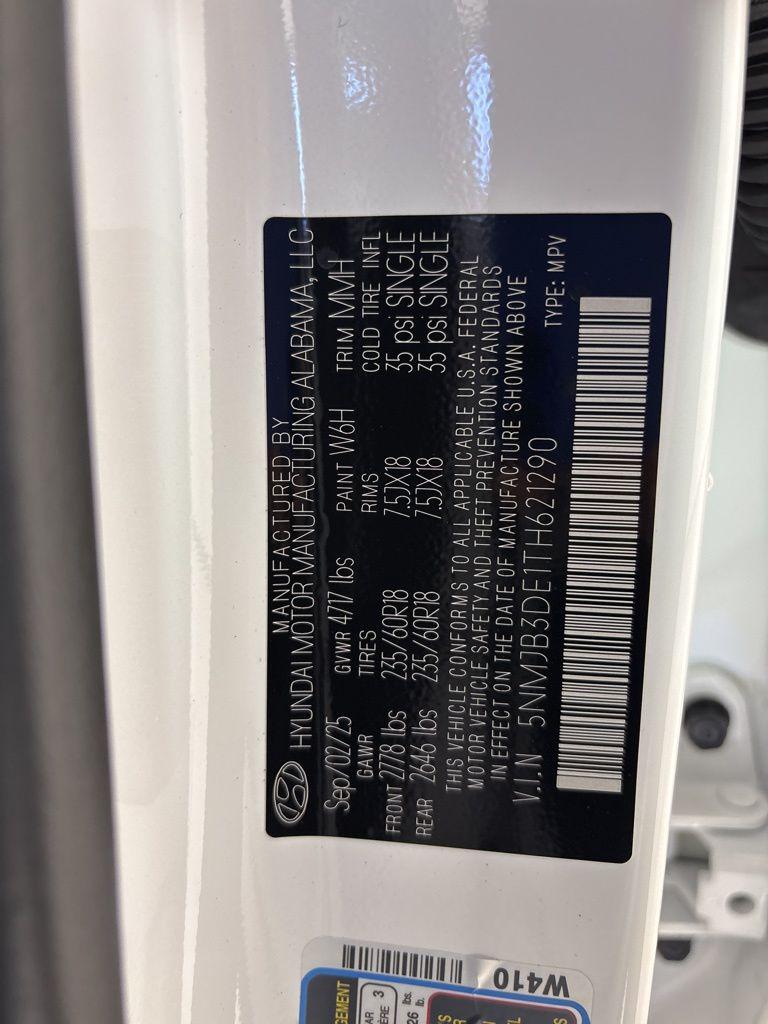 MANUFACTURED BY
HYUNDAI MOTOR MANUFACTURING ALABAMA, LLC
Sep/02/25 GVWR 4717 lbs PAINT W6H TRIM MMH
GAWR TIRES RIMS COLD TIRE INFL
FRONT 2778 lbs 235/60R18 7.5JX18 35 psi SINGLE
REAR 2646 lbs 235/60R18 7.5JX18 35 psi SINGLE
THIS VEHICLE CONFORMS TO ALL APPLICABLE U.S.A. FEDERAL
MOTOR VEHICLE SAFETY AND THEFT PREVENTION STANDARDS
IN EFFECT ON THE DATE OF MANUFACTURE SHOWN ABOVE
V.I.N 5NMJB3DE1TH621290 TYPE: MPV
W410